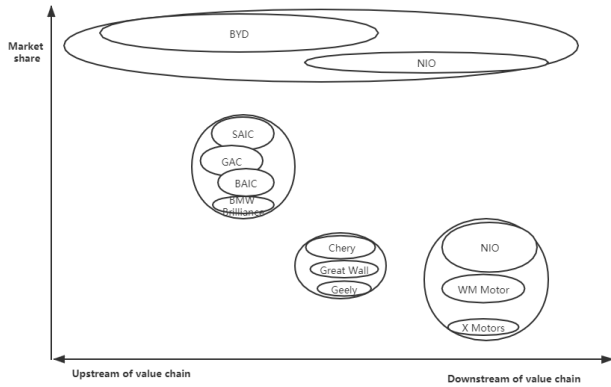 Market
share
BYD
NIO
SAIC
GAC
BAIC
BMW
Brilliance
Chery
Great Wall
Geely
NIO
WM Motor
X Motors
Upstream of value chain
Downstream of value chain